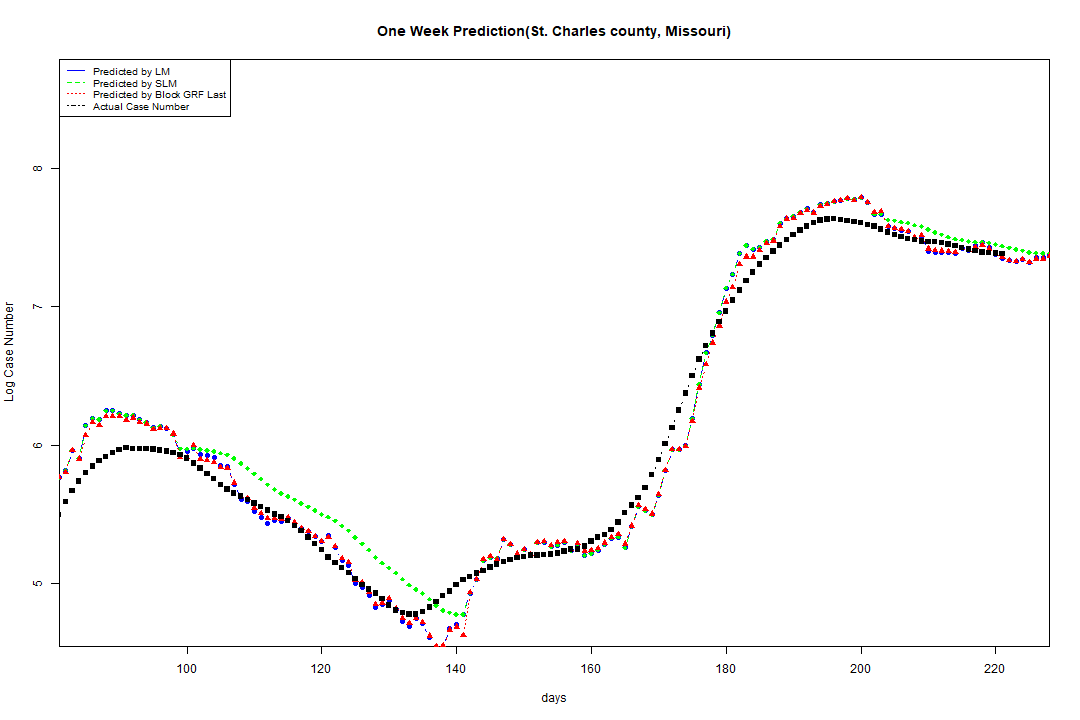 One Week Prediction(St. Charles county, Missouri)
Predicted by LM
Predicted by SLM
Predicted by Block GRF Last
Actual Case Number
8
7
6
5
Log Case Number
100 120 140 160 180 200 220
days